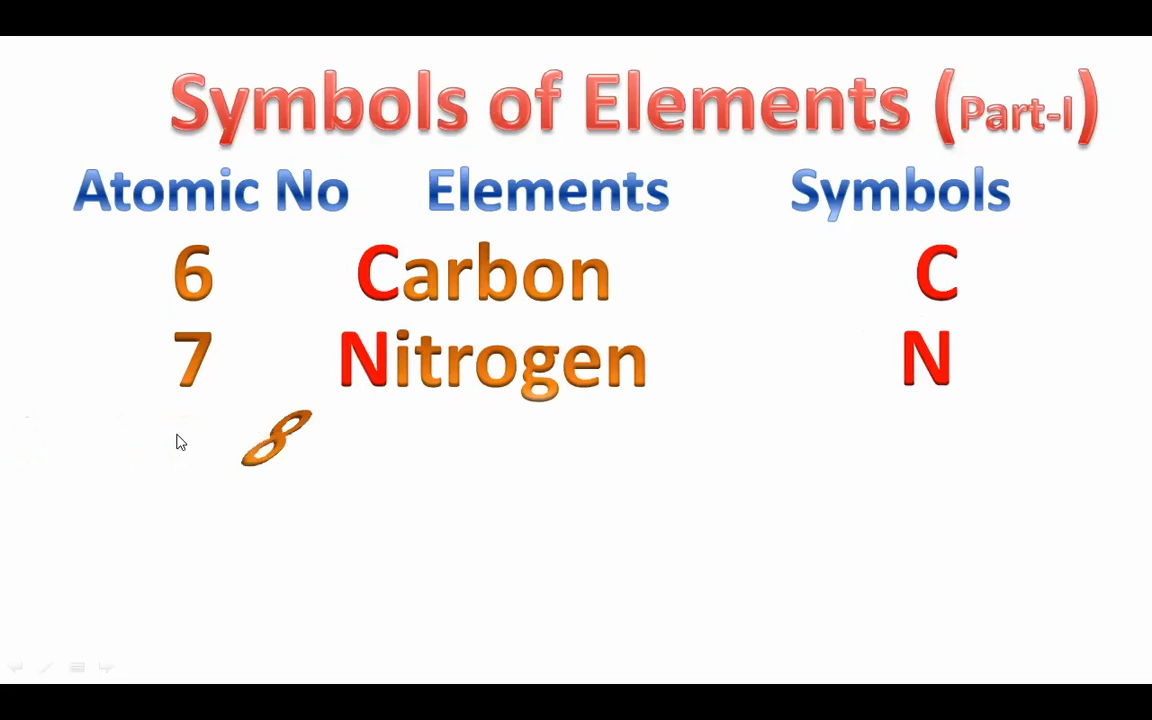 Symbols of Elements (Part-I)
Atomic No Elements Symbols
6 Carbon C
7 Nitrogen N
8